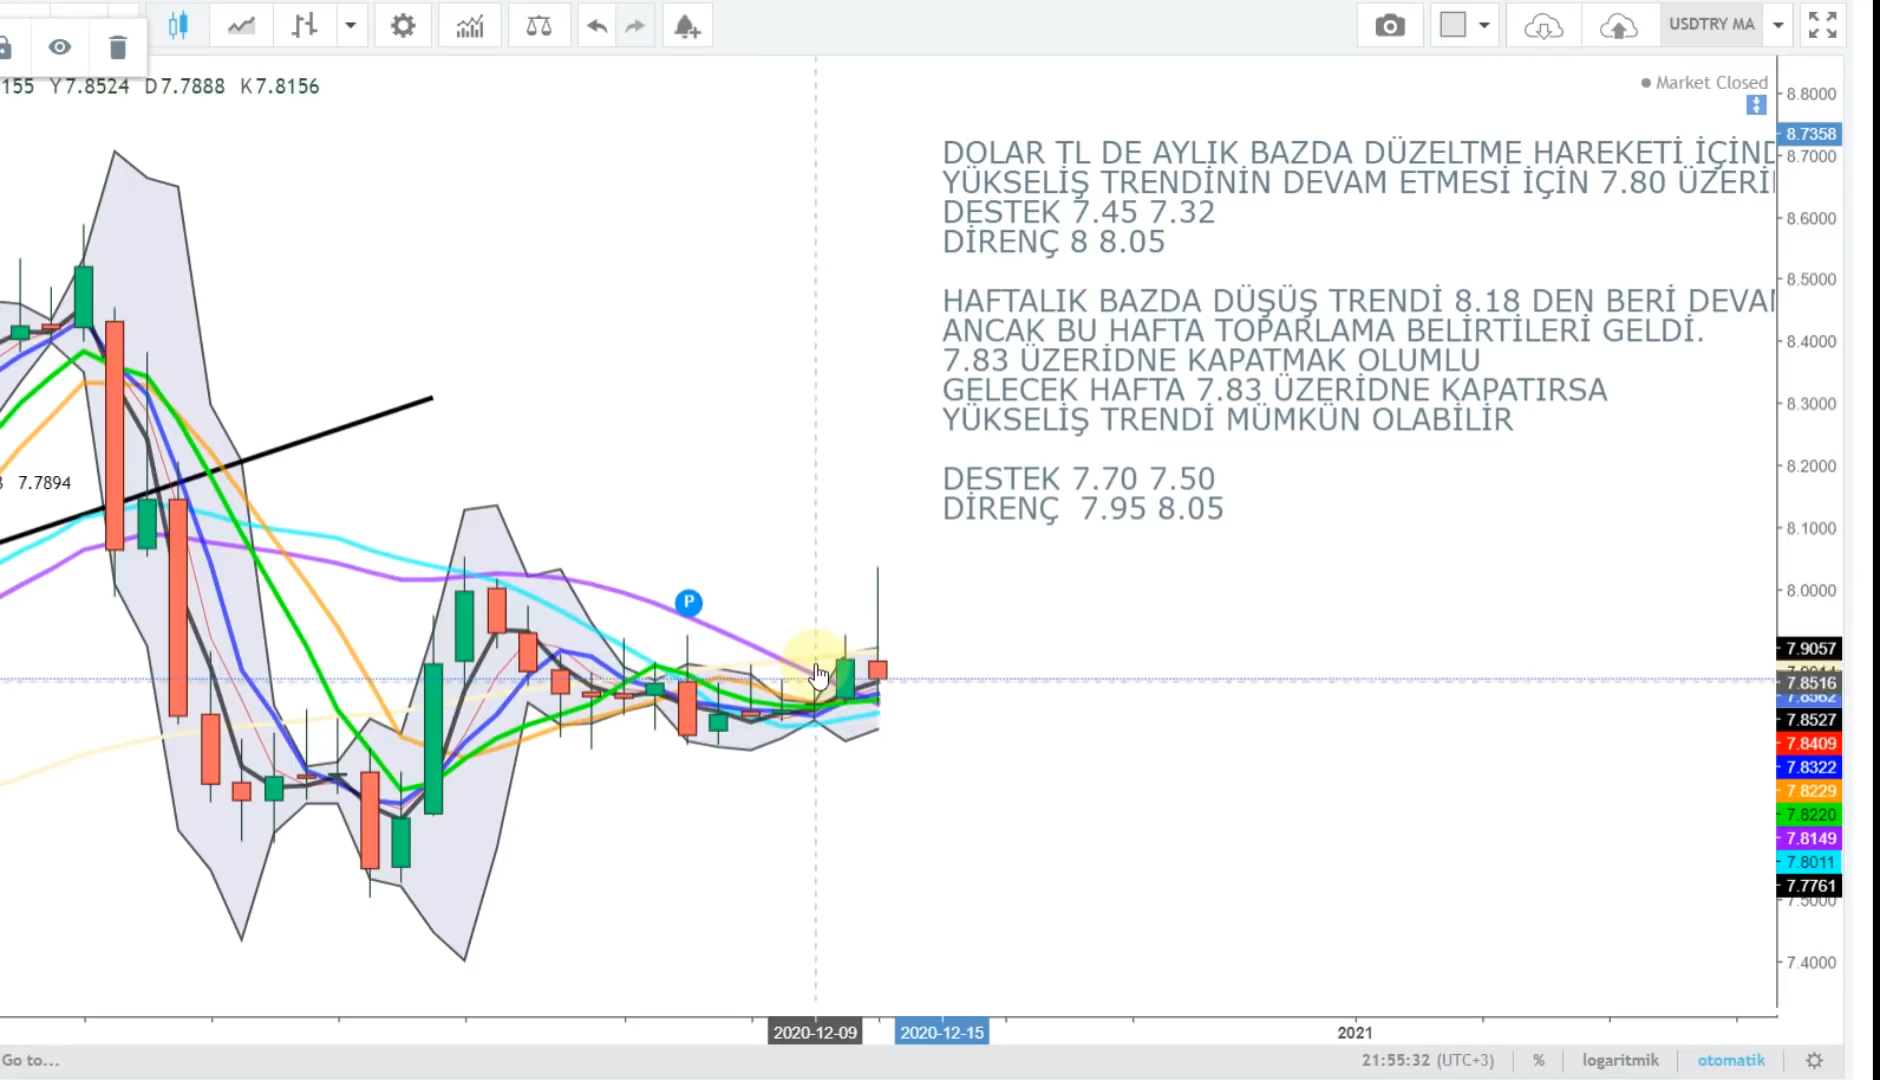 USDTRY MA
155 Y7.8524 D7.7888 K7.8156
Market Closed
DOLAR TL DE AYLIK BAZDA DÜZELTME HAREKETİ
YÜKSELİŞ TRENDİNİN DEVAM ETMESİ İÇİN 7.80
DESTEK 7.45 7.32
DİRENÇ 8 8.05
HAFTALIK BAZDA DÜŞÜŞ TRENDİ 8.18 DEN BERİ
ANCAK BU HAFTA TOPARLAMA BELİRTİLERİ GELDİ.
7.83 ÜZERİDNE KAPATMAK OLUMLU
GELECEK HAFTA 7.83 ÜZERİDNE KAPATIRSA
YÜKSELİŞ TRENDİ MÜMKÜN OLABİLİR
DESTEK 7.70 7.50
DİRENÇ 7.95 8.05
7.7894
P
8.8000
8.7358
8.7000
8.6000
8.5000
8.4000
8.3000
8.2000
8.1000
8.0000
7.9057
7.8516
7.8527
7.8409
7.8322
7.8229
7.8220
7.8149
7.8011
7.7761
7.5000
7.4000
2020-12-09
2020-12-15
2021
Go to...
21:55:32 (UTC+3)
%
logaritmik
otomatik